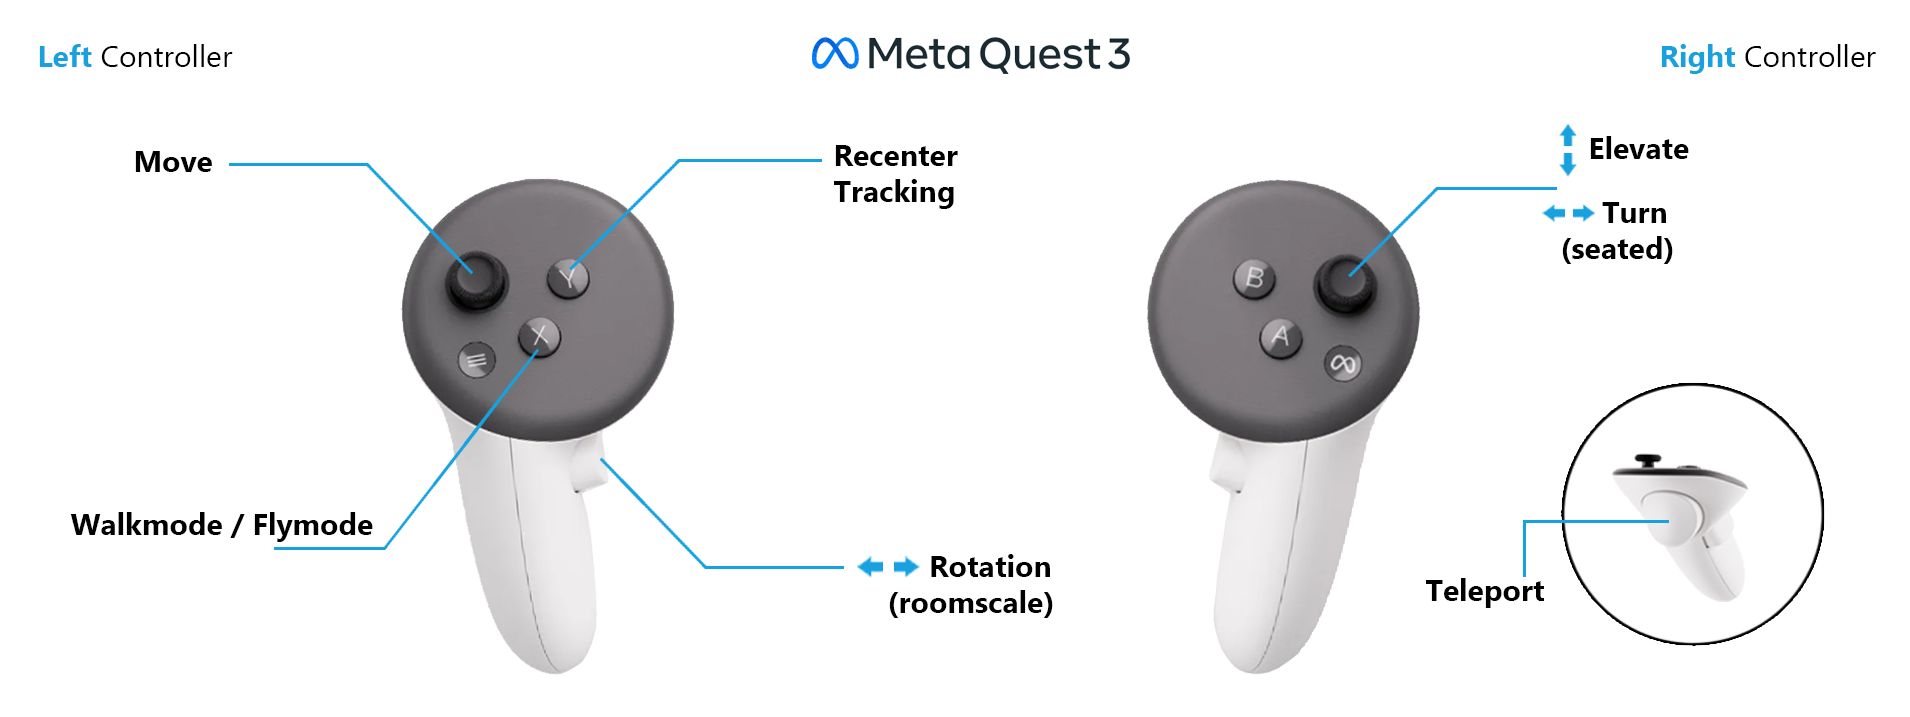 Left Controller
Meta Quest 3
Right Controller
Move
Recenter
Tracking
Elevate
Turn
(seated)
Y
X
B
A
Walkmode / Flymode
Rotation
(roomscale)
Teleport